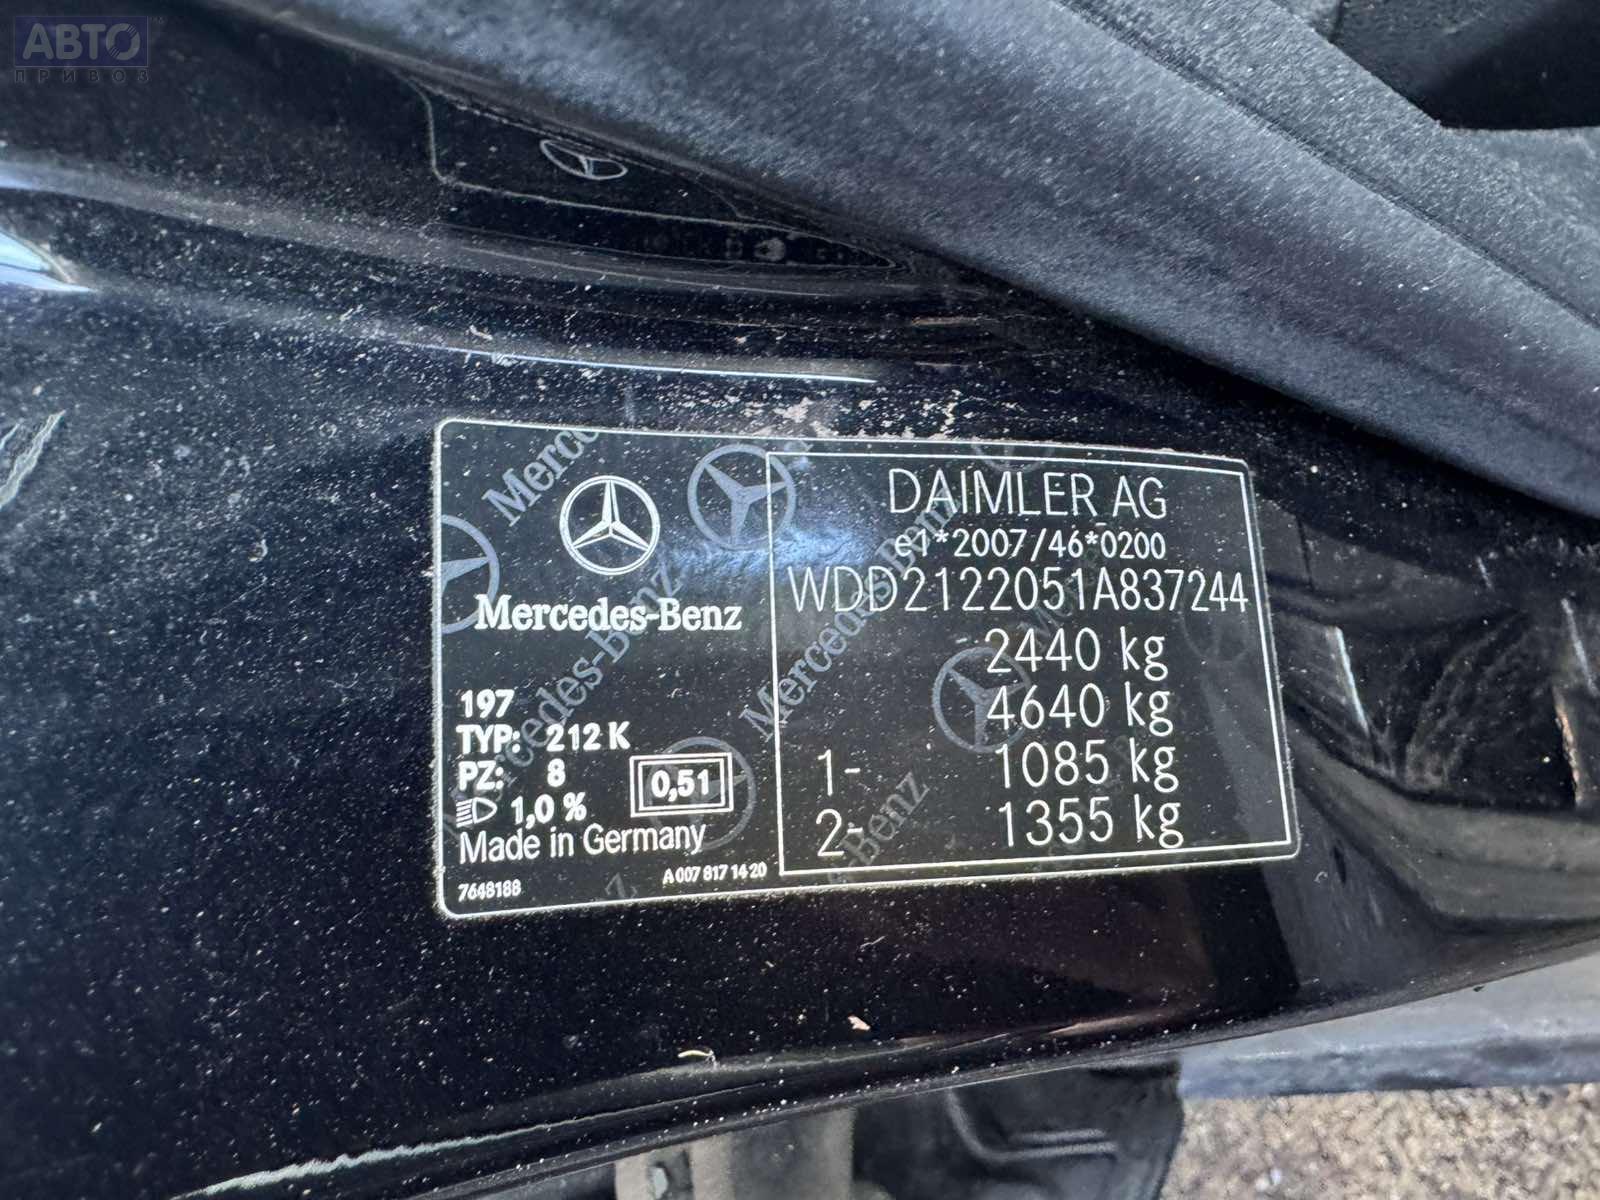 АВТО
ПРИВОЗ
Mercedes-Benz
197
TYP: 212 K
PZ: 8
1,0 %
0,51
Made in Germany
7648188
A 007 817 14 20
DAIMLER AG
e1*2007/46*0200
WDD2122051A837244
2440 kg
4640 kg
1- 1085 kg
2- 1355 kg